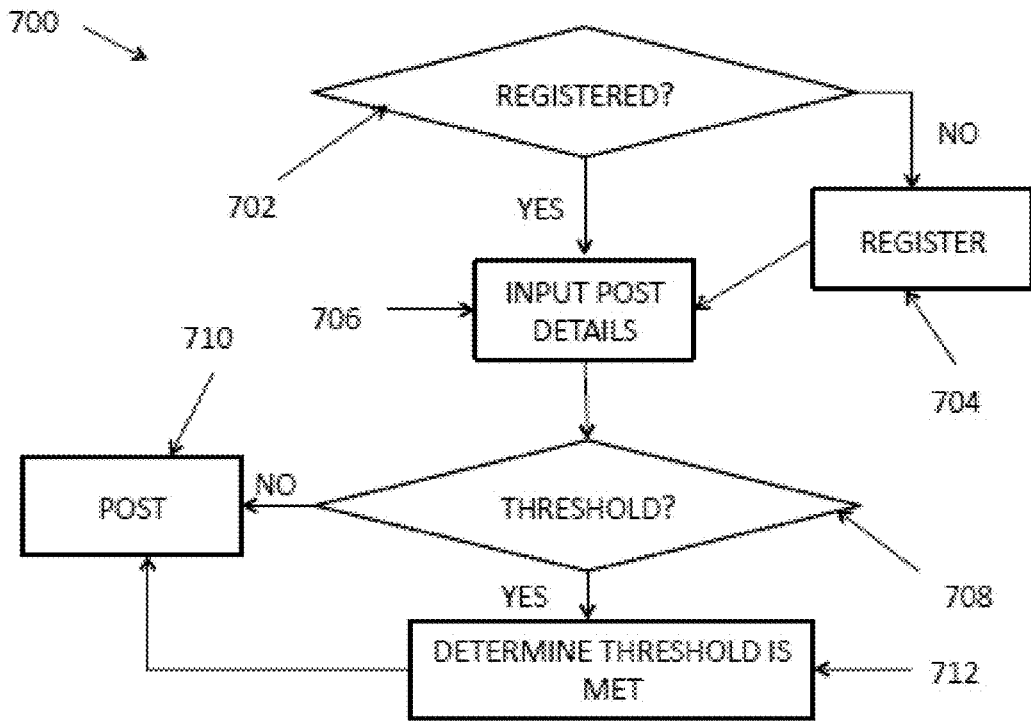 700
REGISTERED?
NO
702
YES
REGISTER
INPUT POST
DETAILS
706
710
704
POST
NO
THRESHOLD?
YES
708
DETERMINE THRESHOLD IS
MET
712